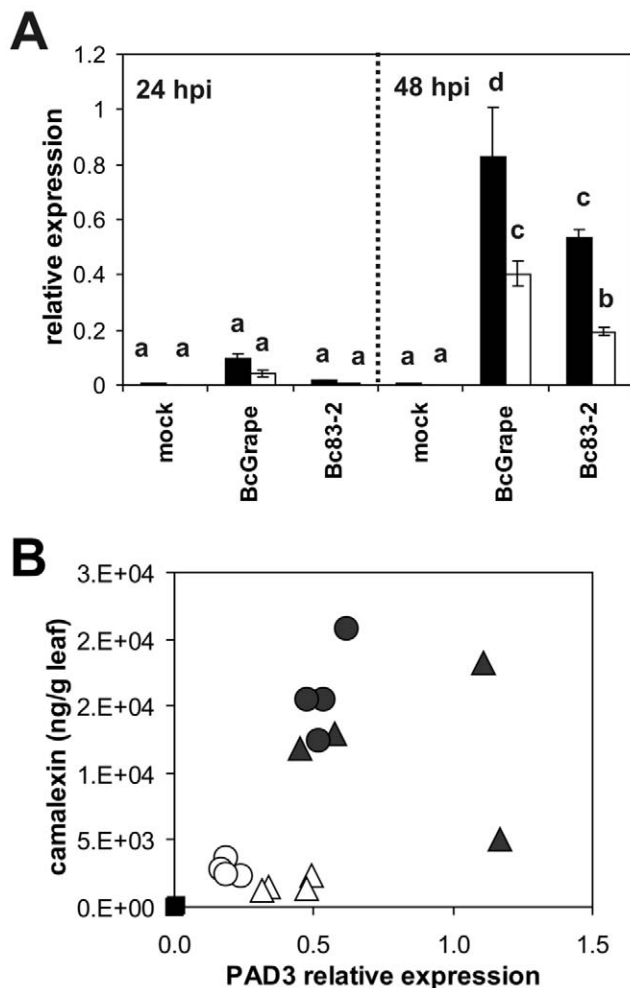 A
1.2
1
0.8
0.6
0.4
0.2
0
relative expression
24 hpi
48 hpi
a a a a a a a a d c c b
mock BcGrape Bc83-2 mock BcGrape Bc83-2
B
3.E+04
2.E+04
2.E+04
1.E+04
5.E+03
0.E+00
camalexin (ng/g leaf)
0.0 0.5 1.0 1.5
PAD3 relative expression